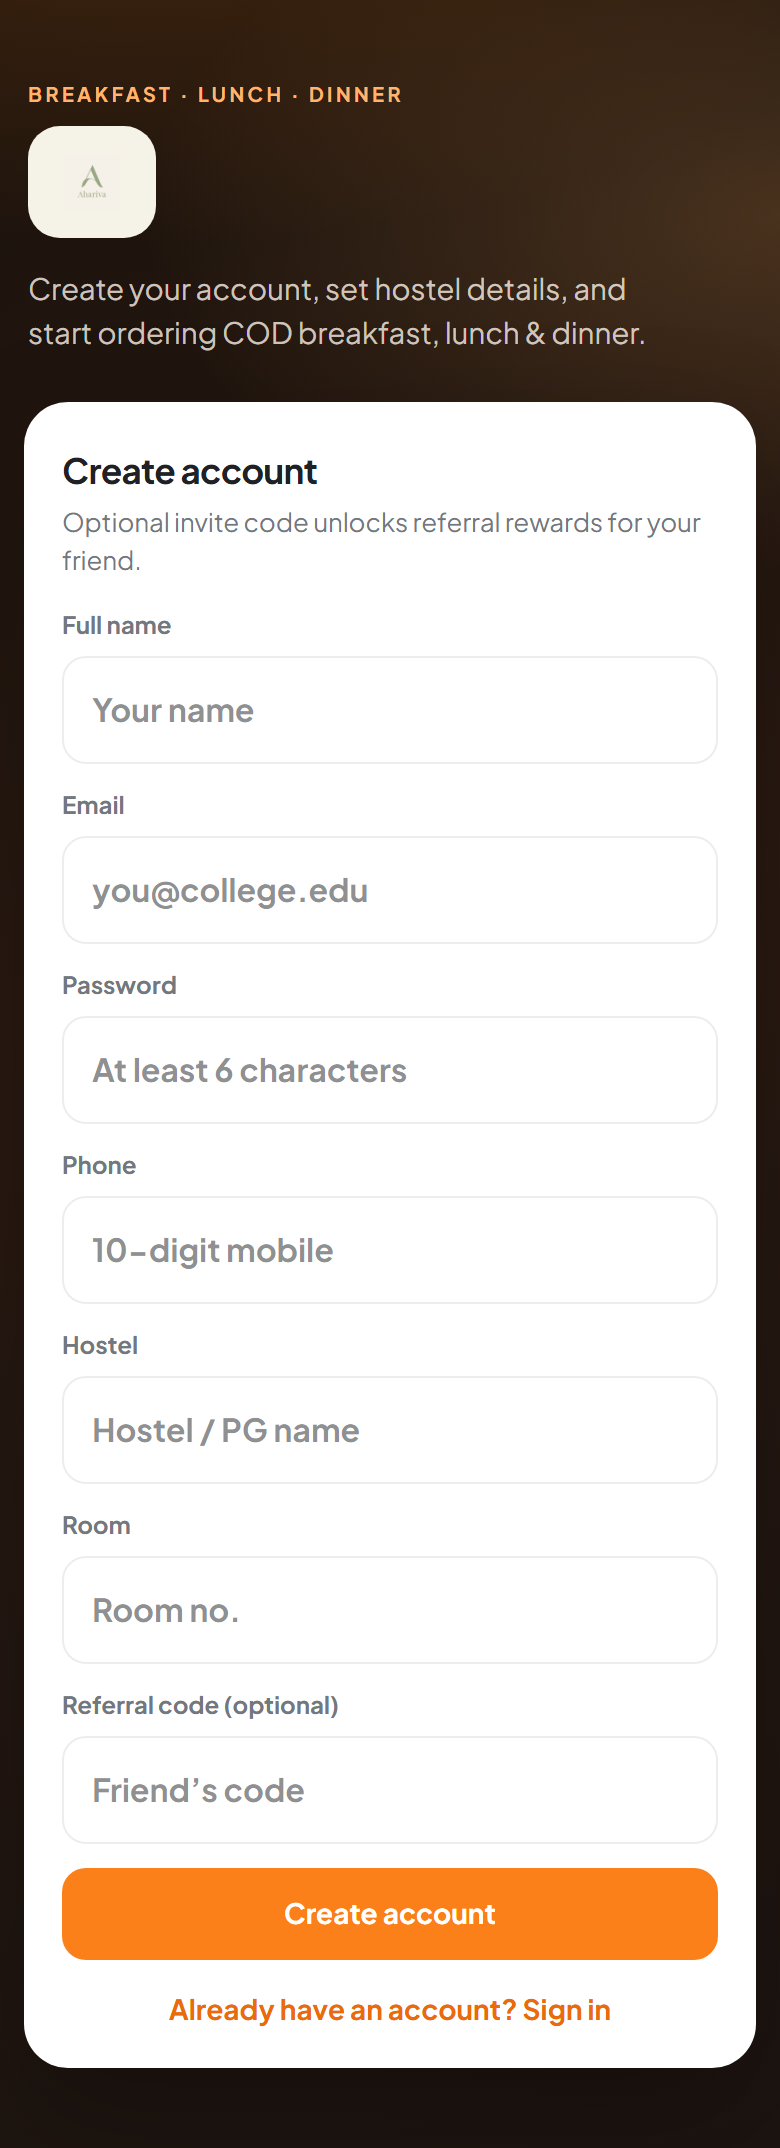 BREAKFAST · LUNCH · DINNER
A
Ahariva
Create your account, set hostel details, and
start ordering COD breakfast, lunch & dinner.
Create account
Optional invite code unlocks referral rewards for your
friend.
Full name
Your name
Email
you@college.edu
Password
At least 6 characters
Phone
10-digit mobile
Hostel
Hostel / PG name
Room
Room no.
Referral code (optional)
Friend’s code
Create account
Already have an account? Sign in